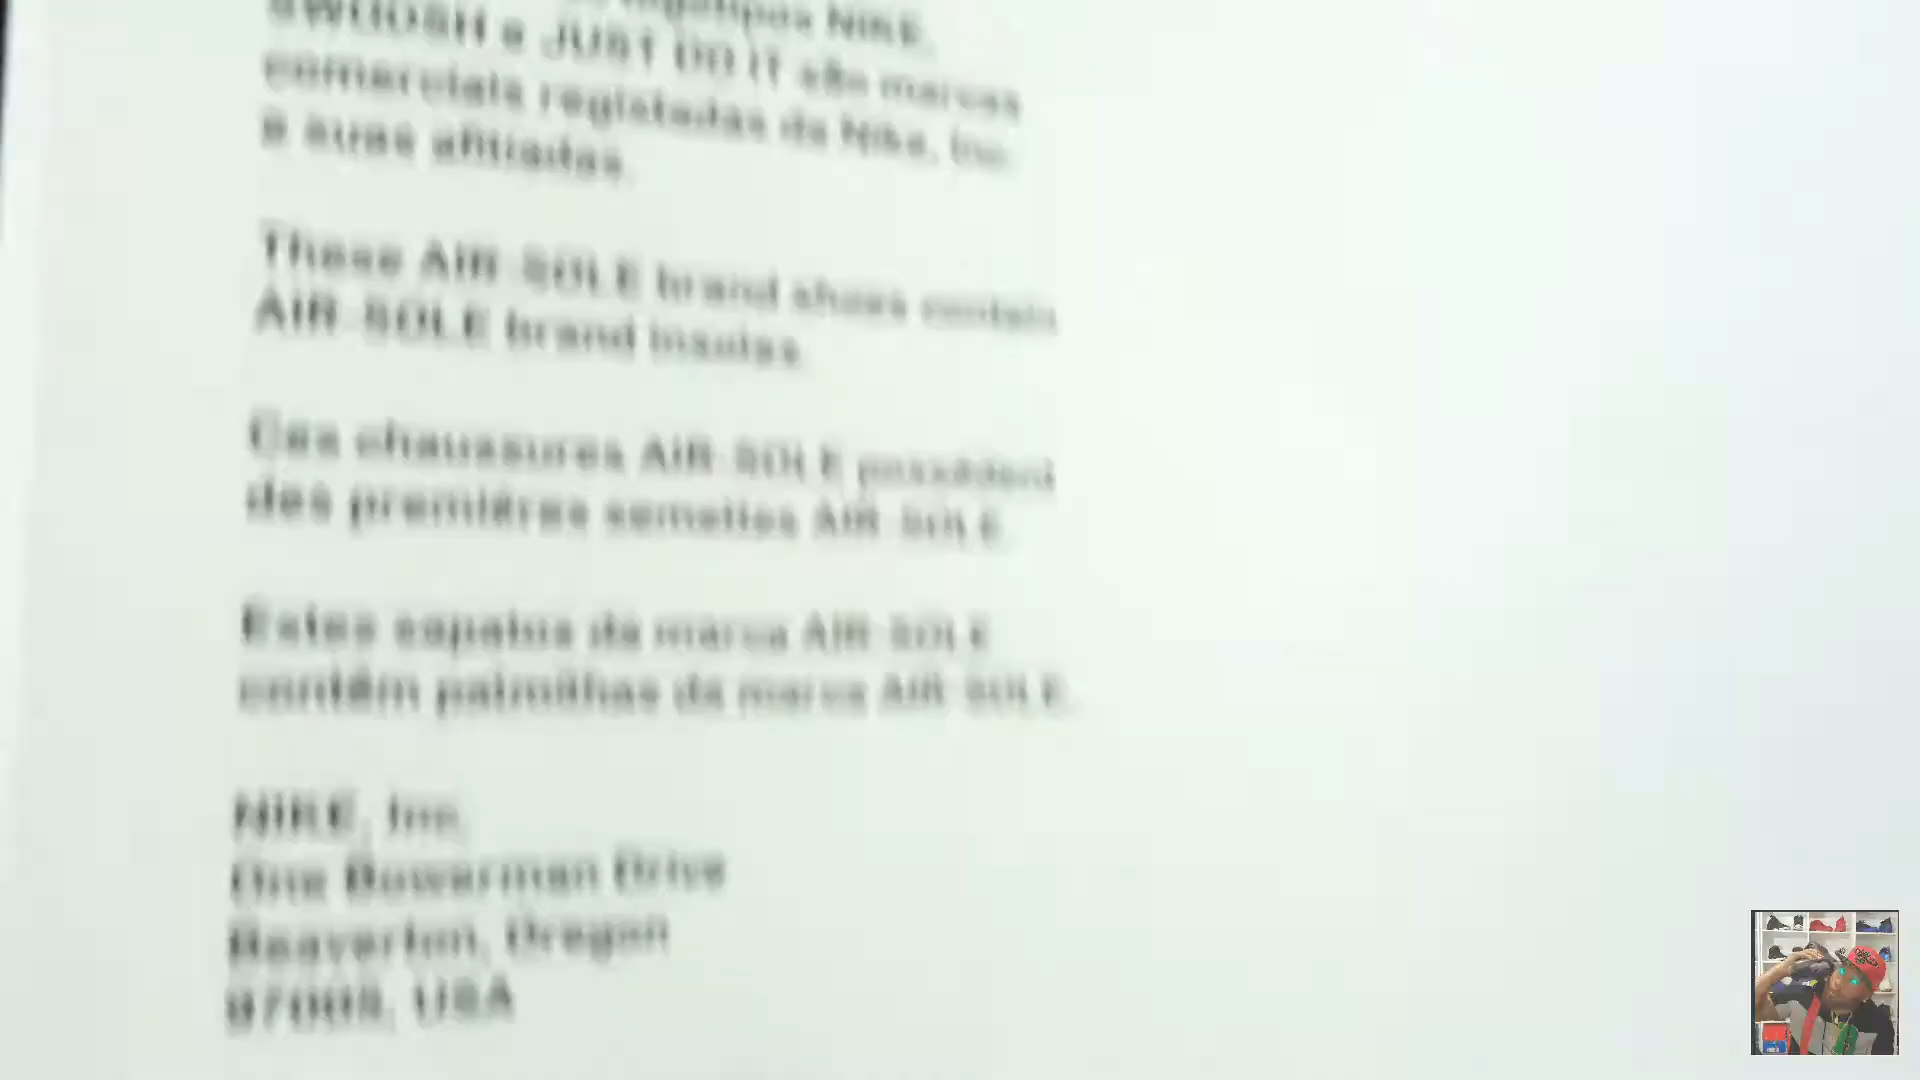 logotipos NIKE,
SWOOSH e JUST DO IT são marcas
comerciais registadas da Nike, Inc.
e suas afiliadas.
These AIR-SOLE brand shoes contain
AIR-SOLE brand insoles.
Ces chaussures AIR-SOLE possèdent
des premières semelles AIR-SOLE.
Estes sapatos da marca AIR-SOLE
contêm palmilhas da marca AIR-SOLE.
NIKE, Inc.
One Bowerman Drive
Beaverton, Oregon
97005, USA